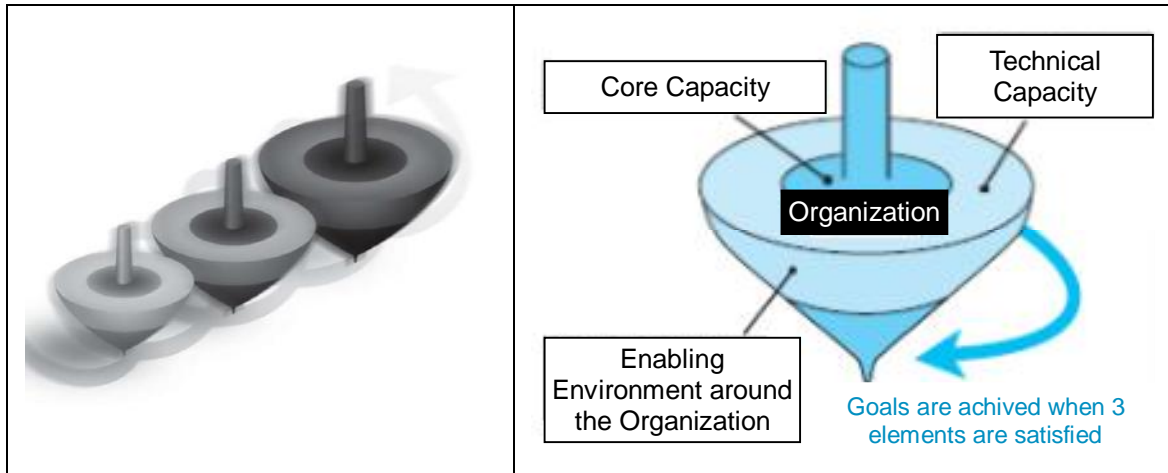 Core Capacity
Technical
Capacity
Organization
Enabling
Environment around
the Organization
Goals are achived when 3
elements are satisfied